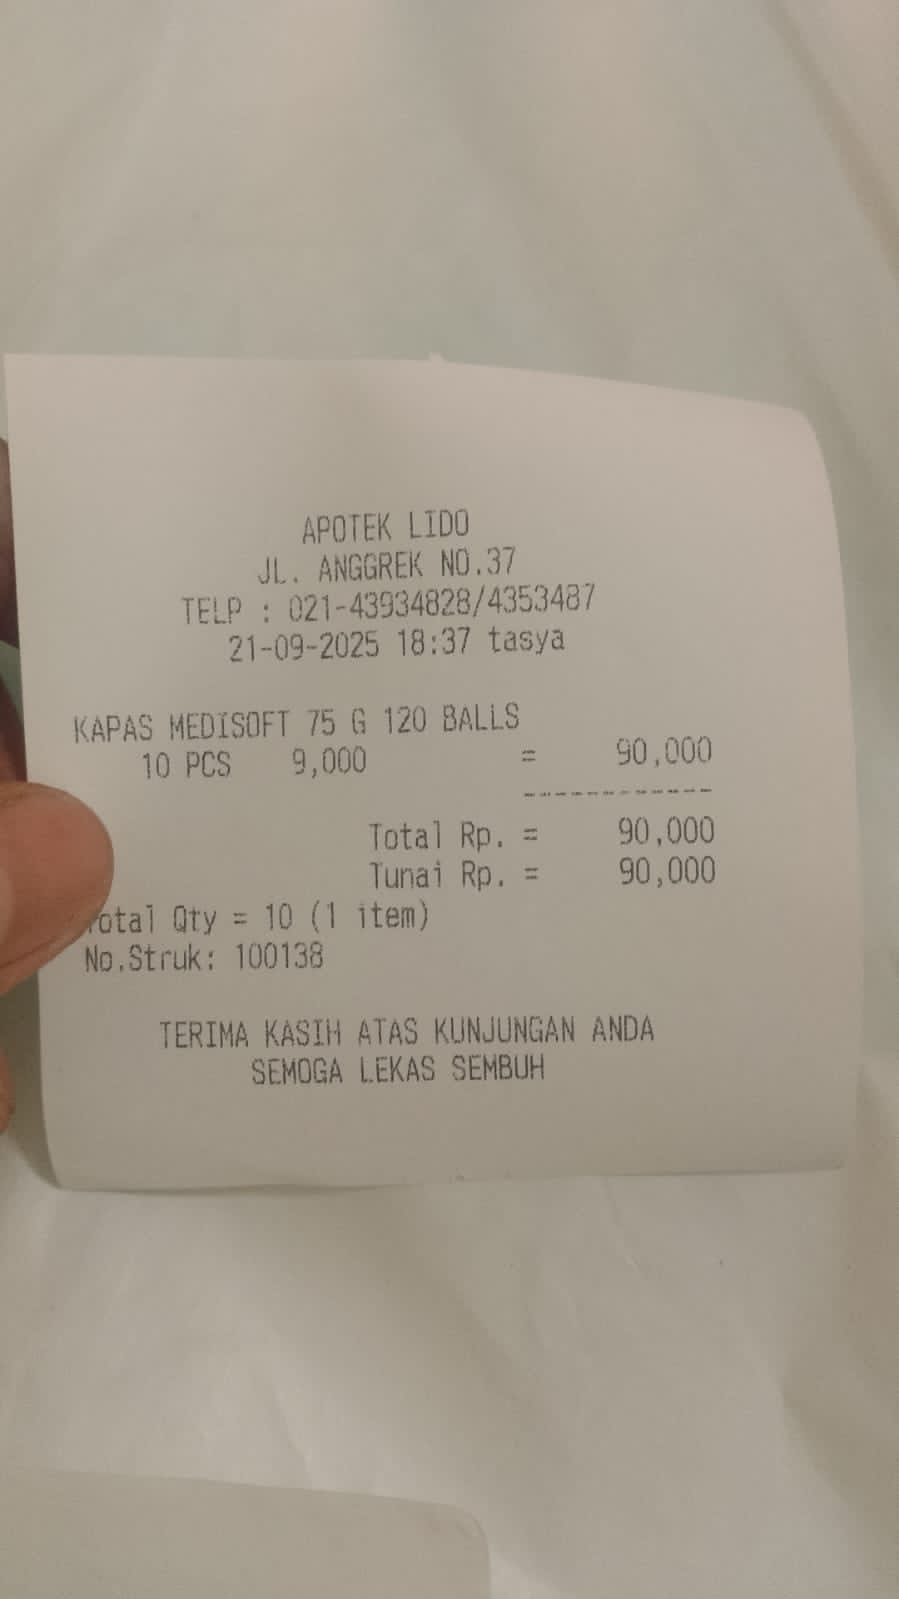 APOTEK LIDO
JL. ANGGREK NO.37
TELP : 021-43934828/4353487
21-09-2025 18:37 tasya
KAPAS MEDISOFT 75 G 120 BALLS
10 PCS 9,000 = 90,000
Total Rp. = 90,000
Tunai Rp. = 90,000
Total Qty = 10 (1 item)
No.Struk: 100138
TERIMA KASIH ATAS KUNJUNGAN ANDA
SEMOGA LEKAS SEMBUH